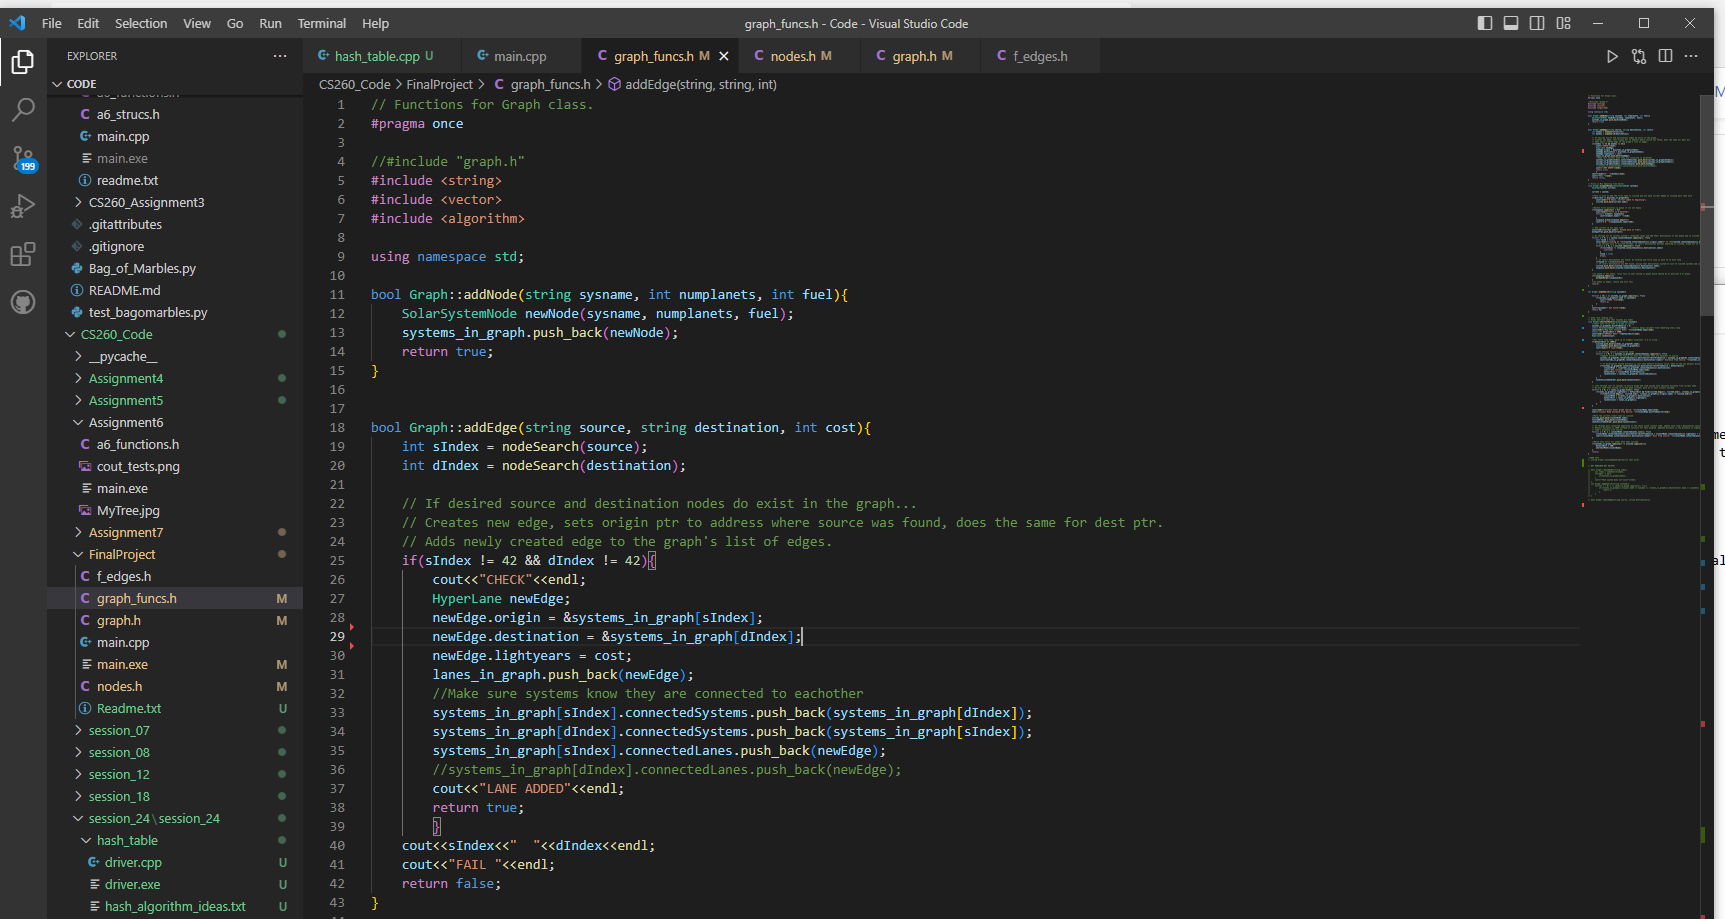 File Edit Selection View Go Run Terminal Help
graph_funcs.h - Code - Visual Studio Code
EXPLORER
CODE
a6_strucs.h
main.cpp
main.exe
readme.txt
CS260_Assignment3
.gitattributes
.gitignore
Bag_of_Marbles.py
README.md
test_bagomarbles.py
CS260_Code
__pycache__
Assignment4
Assignment5
Assignment6
a6_functions.h
cout_tests.png
main.exe
MyTree.jpg
Assignment7
FinalProject
f_edges.h
graph_funcs.h M
graph.h M
main.cpp
main.exe M
nodes.h M
Readme.txt U
session_07
session_08
session_12
session_18
session_24\session_24
hash_table
driver.cpp U
driver.exe U
hash_algorithm_ideas.txt U
199
hash_table.cpp U main.cpp graph_funcs.h M nodes.h M graph.h M f_edges.h
CS260_Code > FinalProject > graph_funcs.h > addEdge(string, string, int)
1 // Functions for Graph class.
2 #pragma once
3
4 //#include "graph.h"
5 #include <string>
6 #include <vector>
7 #include <algorithm>
8
9 using namespace std;
10
11 bool Graph::addNode(string sysname, int numplanets, int fuel){
12 SolarSystemNode newNode(sysname, numplanets, fuel);
13 systems_in_graph.push_back(newNode);
14 return true;
15 }
16
17
18 bool Graph::addEdge(string source, string destination, int cost){
19 int sIndex = nodeSearch(source);
20 int dIndex = nodeSearch(destination);
21
22 // If desired source and destination nodes do exist in the graph...
23 // Creates new edge, sets origin ptr to address where source was found, does the same for dest ptr.
24 // Adds newly created edge to the graph's list of edges.
25 if(sIndex != 42 && dIndex != 42){
26 cout<<"CHECK"<<endl;
27 HyperLane newEdge;
28 newEdge.origin = &systems_in_graph[sIndex];
29 newEdge.destination = &systems_in_graph[dIndex];
30 newEdge.lightyears = cost;
31 lanes_in_graph.push_back(newEdge);
32 //Make sure systems know they are connected to eachother
33 systems_in_graph[sIndex].connectedSystems.push_back(systems_in_graph[dIndex]);
34 systems_in_graph[dIndex].connectedSystems.push_back(systems_in_graph[sIndex]);
35 systems_in_graph[sIndex].connectedLanes.push_back(newEdge);
36 //systems_in_graph[dIndex].connectedLanes.push_back(newEdge);
37 cout<<"LANE ADDED"<<endl;
38 return true;
39 }
40 cout<<sIndex<<"  "<<dIndex<<endl;
41 cout<<"FAIL "<<endl;
42 return false;
43 }